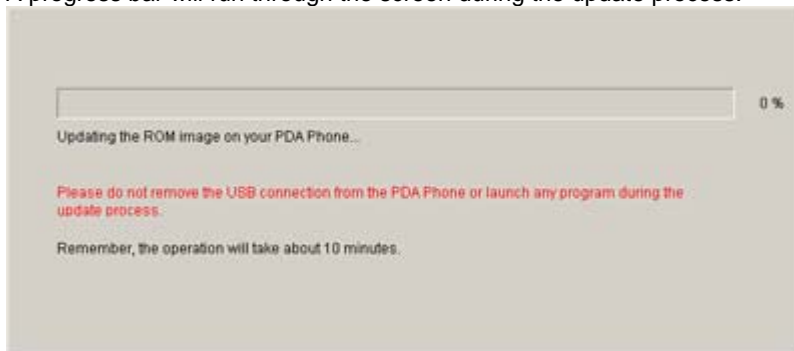 A progress bar will run through the screen during the update process.
0 %
Updating the ROM image on your PDA Phone...
Please do not remove the USB connection from the PDA Phone or launch any program during the
update process.
Remember, the operation will take about 10 minutes.